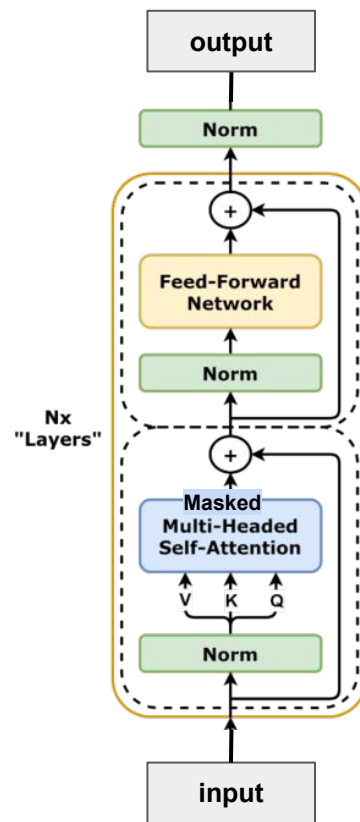 output
Norm
+
Feed-Forward
Network
Norm
Nx
"Layers"
+
Masked
Multi-Headed
Self-Attention
V K Q
Norm
input